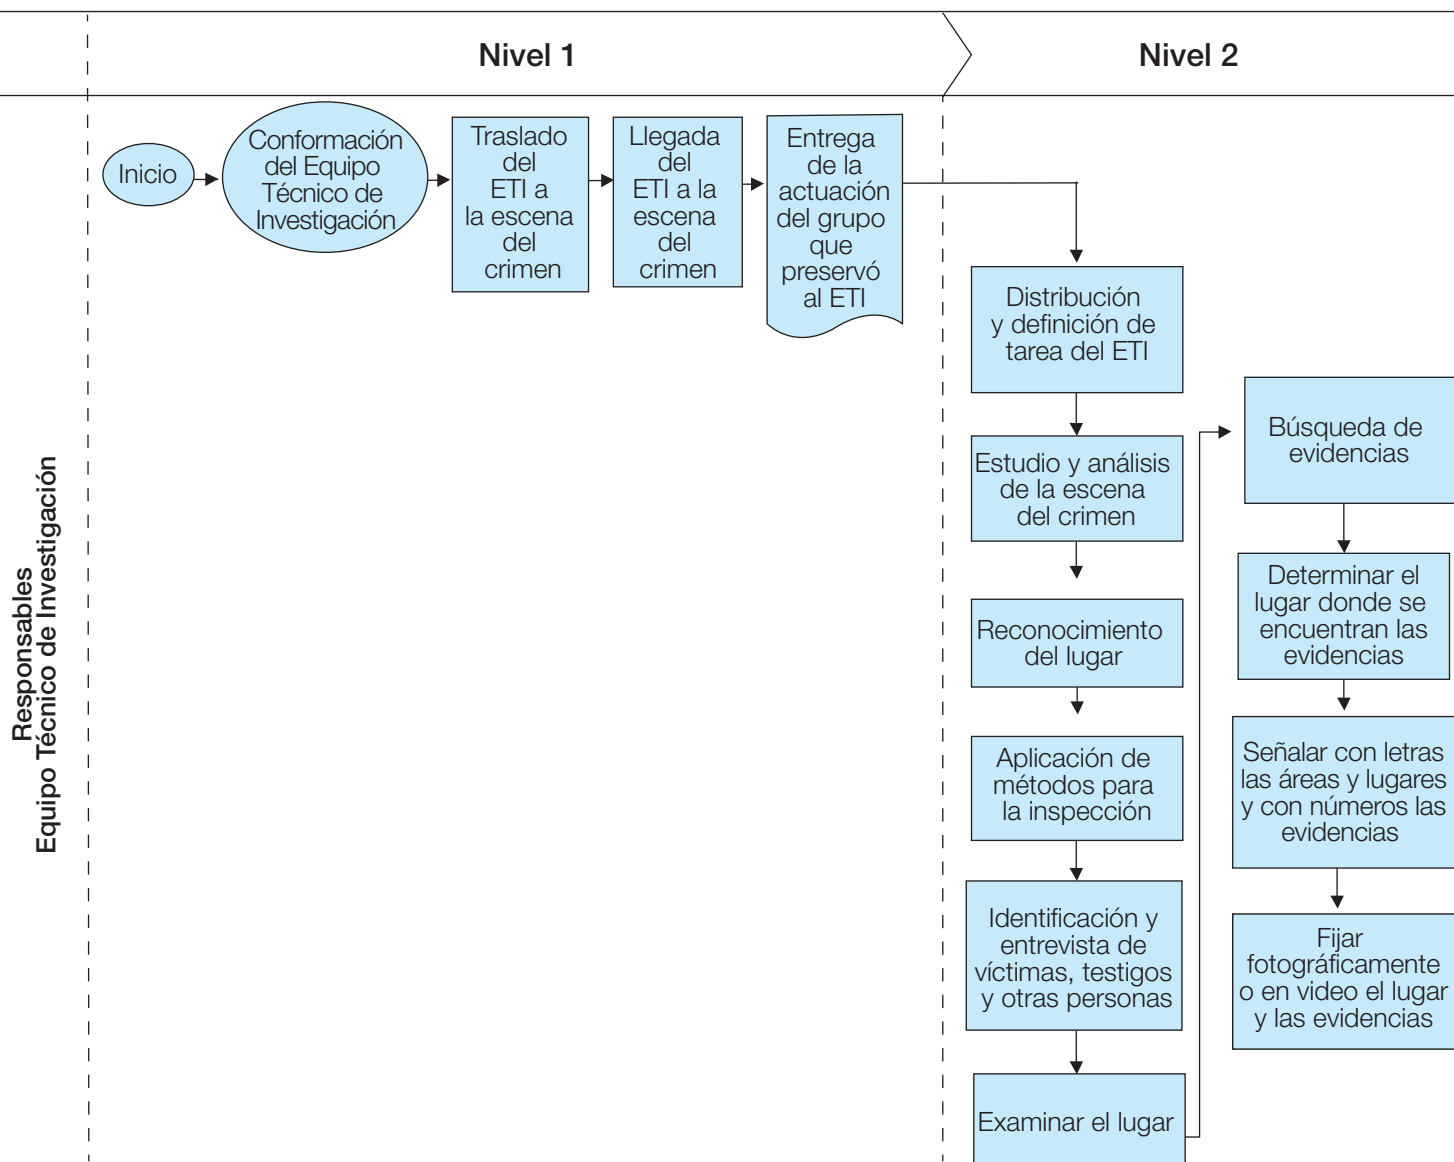 Nivel 1
Nivel 2
Responsables
Equipo Técnico de Investigación
Inicio
Conformación
del Equipo
Técnico de
Investigación
Traslado
del
ETI a
la escena
del
crimen
Llegada
del
ETI a la
escena
del
crimen
Entrega
de la
actuación
del grupo
que
preservó
al ETI
Distribución
y definición de
tarea del ETI
Estudio y análisis
de la escena
del crimen
Reconocimiento
del lugar
Aplicación de
métodos para
la inspección
Identificación y
entrevista de
víctimas, testigos
y otras personas
Examinar el lugar
Búsqueda de
evidencias
Determinar el
lugar donde se
encuentran las
evidencias
Señalar con letras
las áreas y lugares
y con números las
evidencias
Fijar
fotográficamente
o en video el lugar
y las evidencias